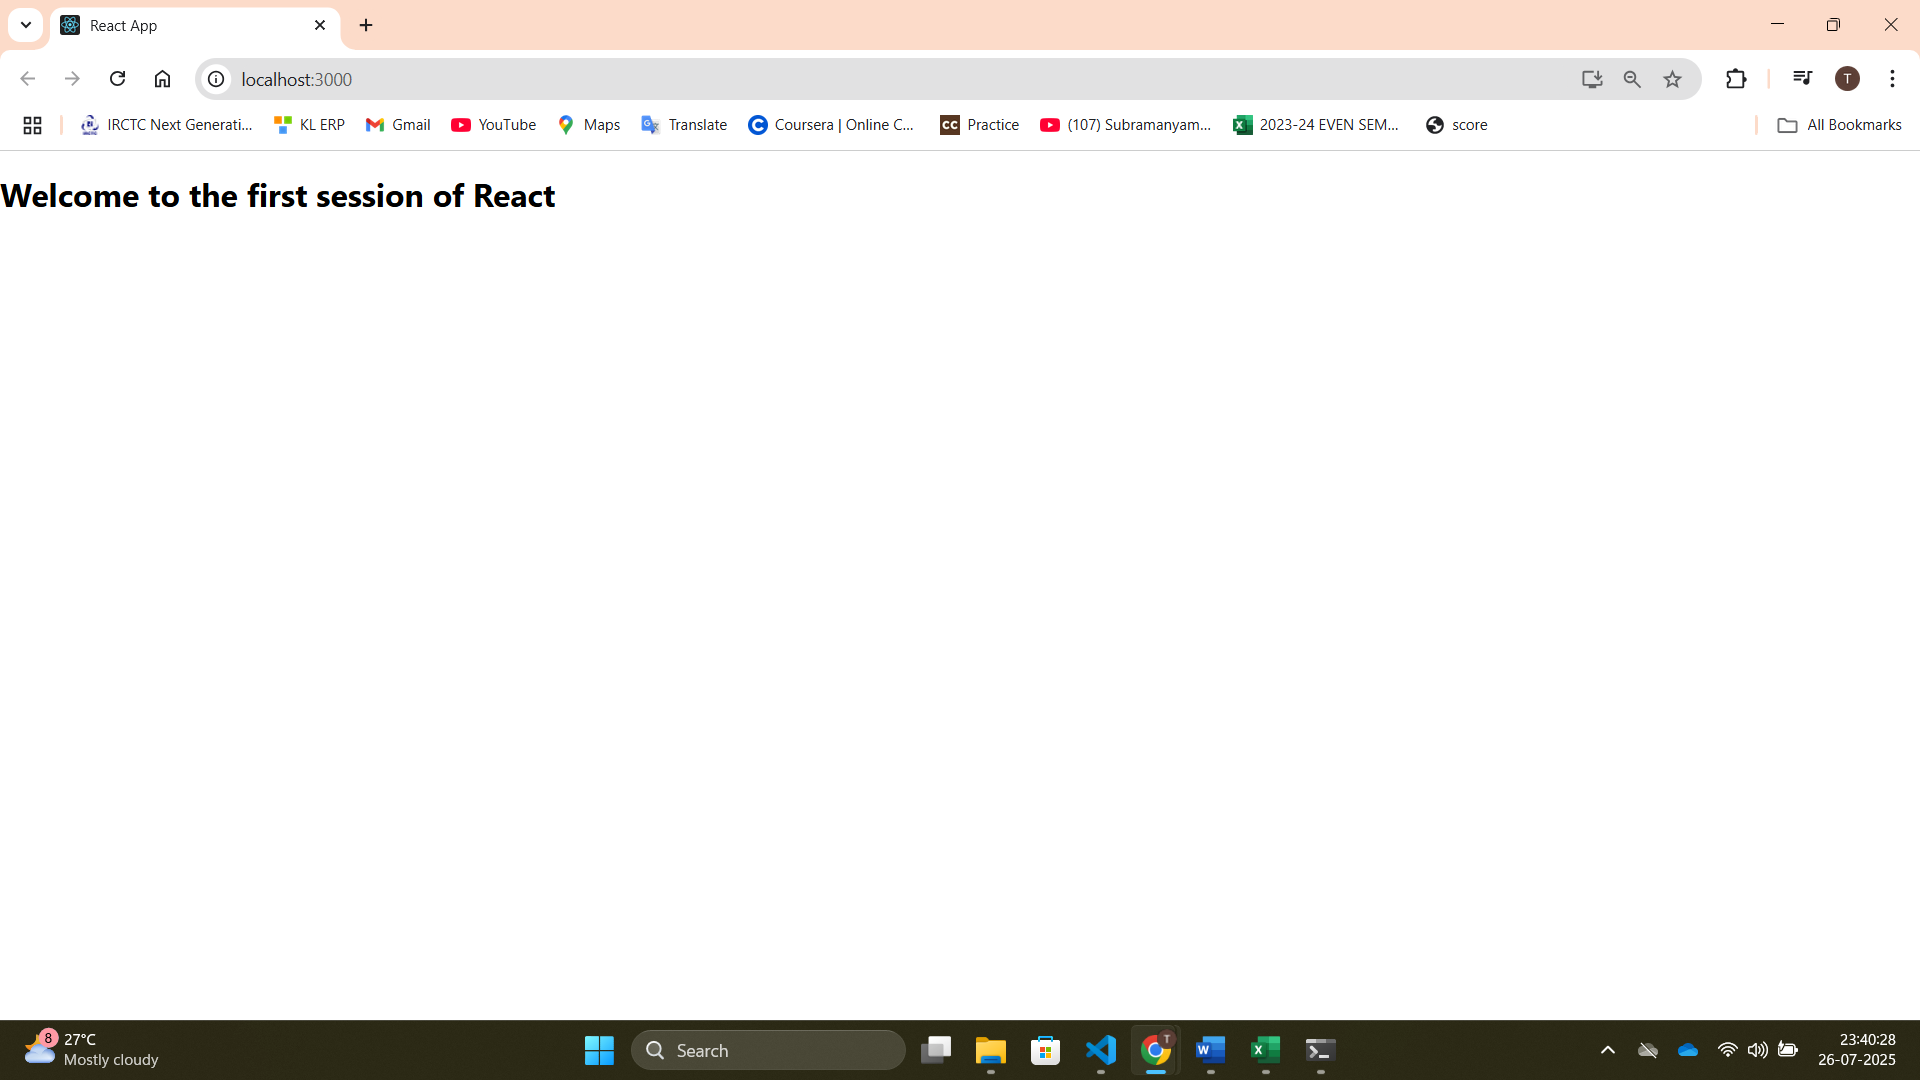 React App
localhost:3000
IRCTC Next Generati...
KL ERP
Gmail
YouTube
Maps
Translate
Coursera | Online C...
CC
Practice
(107) Subramanyam...
2023-24 EVEN SEM...
score
All Bookmarks
T
Welcome to the first session of React
8
27°C
Mostly cloudy
Search
T
23:40:28
26-07-2025